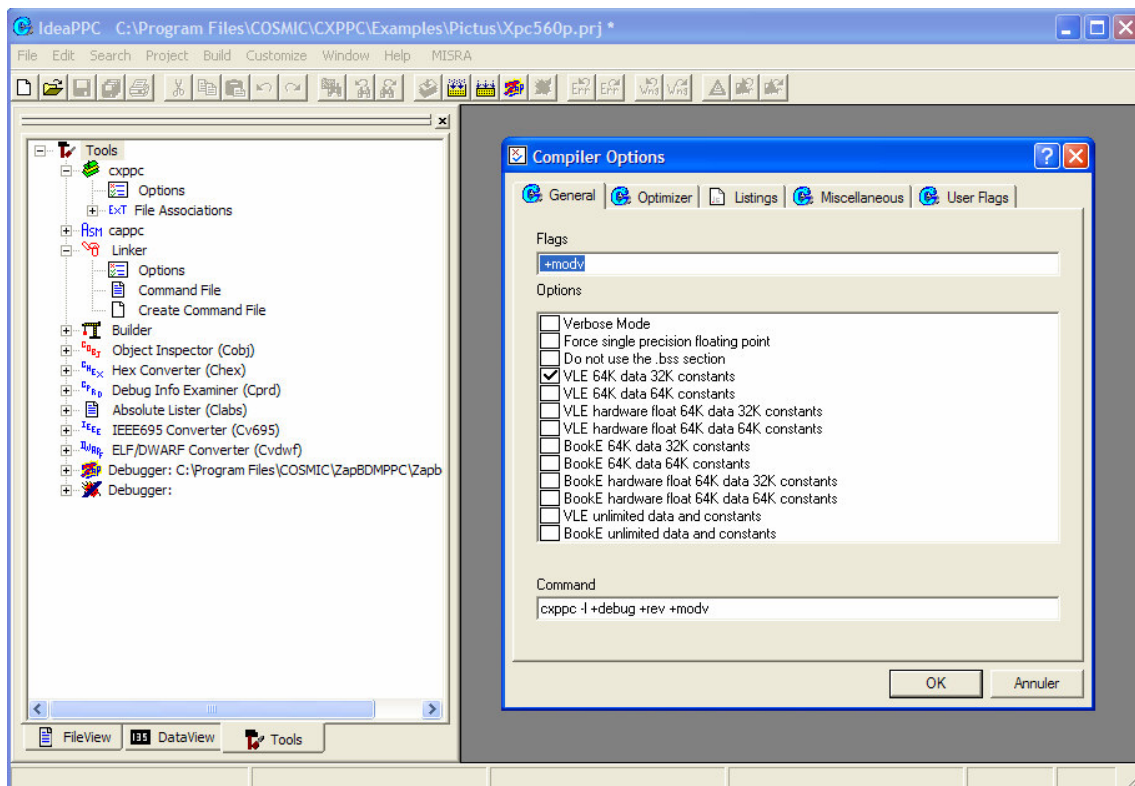 IdeaPPC C:\Program Files\COSMIC\CXPPC\Examples\Pictus\Xpc560p.prj *
File Edit Search Project Build Customize Window Help MISRA
Tools
cxppc
Options
ExT File Associations
ASM cappc
Linker
Options
Command File
Create Command File
Builder
Object Inspector (Cobj)
Hex Converter (Chex)
Debug Info Examiner (Cprd)
Absolute Lister (Clabs)
IEEE695 Converter (Cv695)
ELF/DWARF Converter (Cvdwf)
Debugger: C:\Program Files\COSMIC\ZapBDMPPC\Zapb
Debugger:
FileView DataView Tools
Compiler Options
General Optimizer Listings Miscellaneous User Flags
Flags
+modv
Options
Verbose Mode
Force single precision floating point
Do not use the .bss section
VLE 64K data 32K constants
VLE 64K data 64K constants
VLE hardware float 64K data 32K constants
VLE hardware float 64K data 64K constants
BookE 64K data 32K constants
BookE 64K data 64K constants
BookE hardware float 64K data 32K constants
BookE hardware float 64K data 64K constants
VLE unlimited data and constants
BookE unlimited data and constants
Command
cxppc -l +debug +rev +modv
OK Annuler